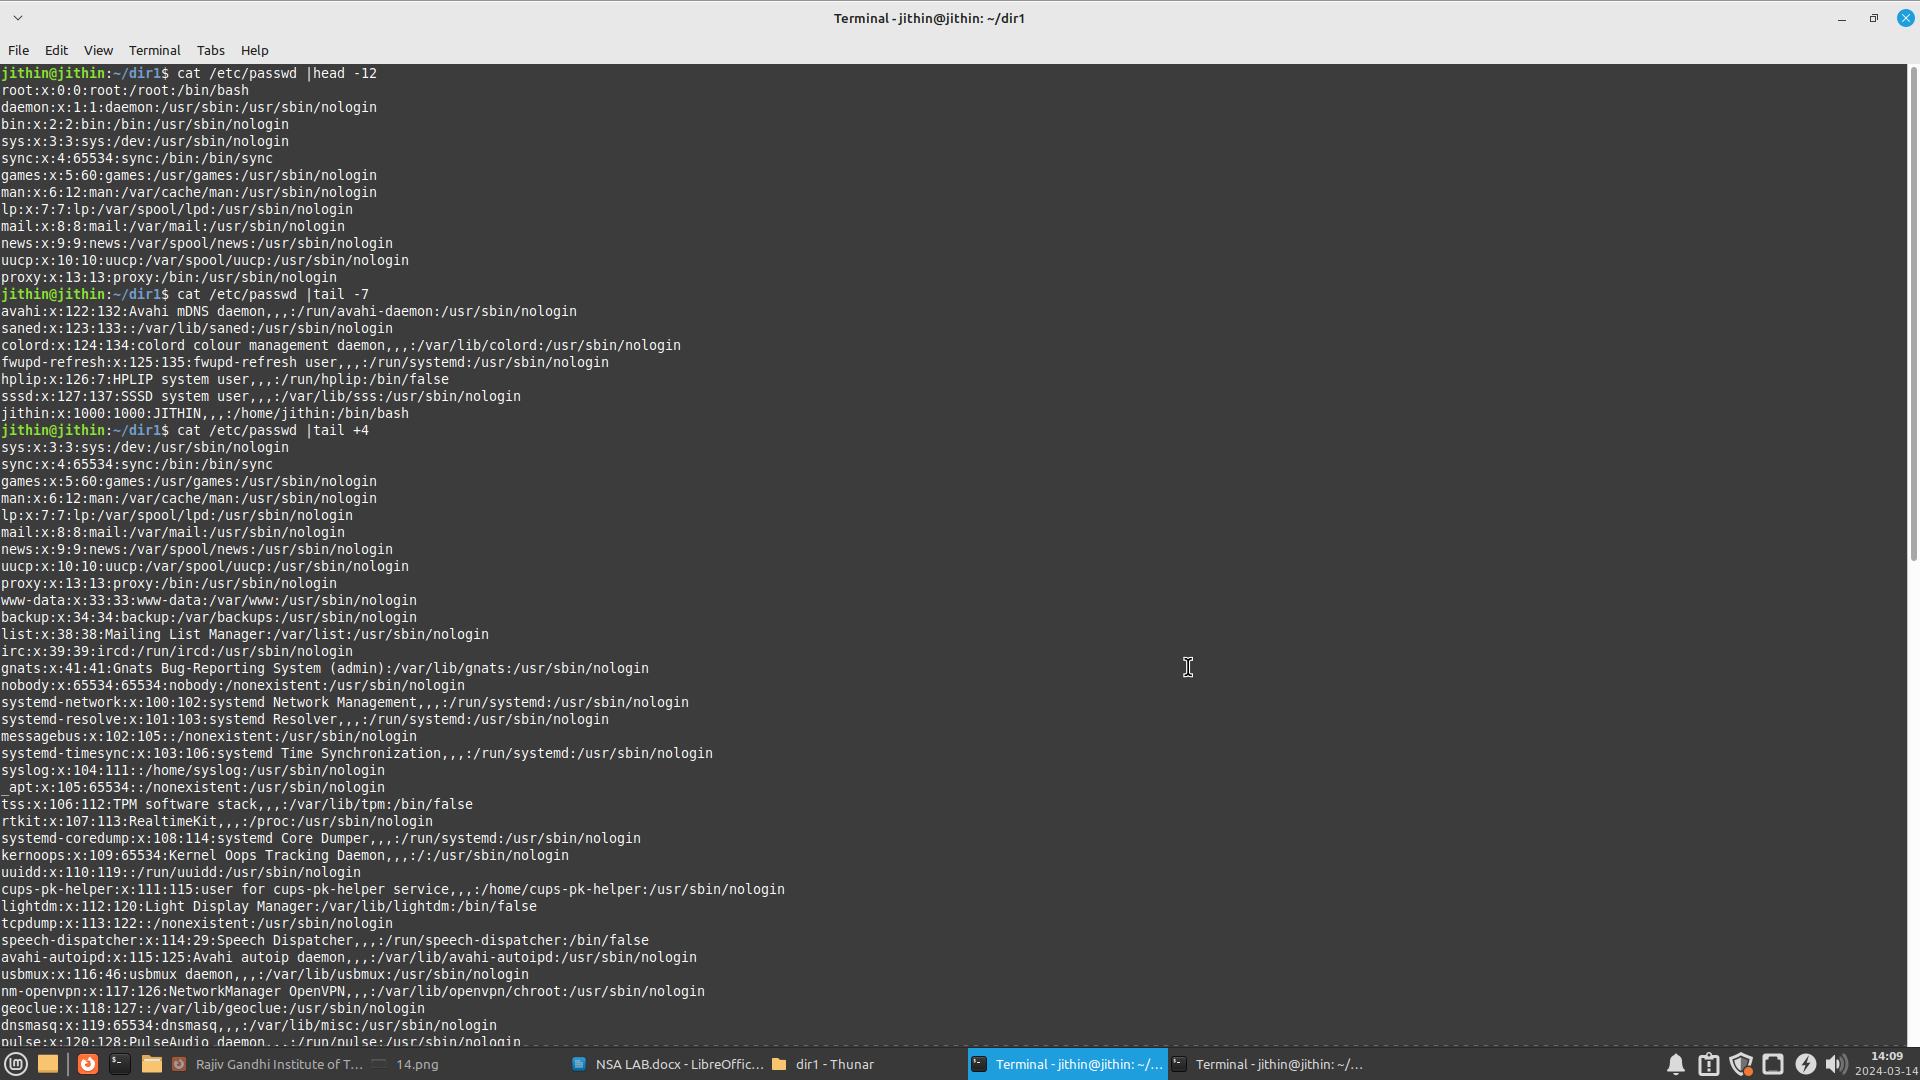 Terminal - jithin@jithin: ~/dir1
File Edit View Terminal Tabs Help
jithin@jithin:~/dir1$ cat /etc/passwd |head -12
root:x:0:0:root:/root:/bin/bash
daemon:x:1:1:daemon:/usr/sbin:/usr/sbin/nologin
bin:x:2:2:bin:/bin:/usr/sbin/nologin
sys:x:3:3:sys:/dev:/usr/sbin/nologin
sync:x:4:65534:sync:/bin:/bin/sync
games:x:5:60:games:/usr/games:/usr/sbin/nologin
man:x:6:12:man:/var/cache/man:/usr/sbin/nologin
lp:x:7:7:lp:/var/spool/lpd:/usr/sbin/nologin
mail:x:8:8:mail:/var/mail:/usr/sbin/nologin
news:x:9:9:news:/var/spool/news:/usr/sbin/nologin
uucp:x:10:10:uucp:/var/spool/uucp:/usr/sbin/nologin
proxy:x:13:13:proxy:/bin:/usr/sbin/nologin
jithin@jithin:~/dir1$ cat /etc/passwd |tail -7
avahi:x:122:132:Avahi mDNS daemon,,,:/run/avahi-daemon:/usr/sbin/nologin
saned:x:123:133::/var/lib/saned:/usr/sbin/nologin
colord:x:124:134:colord colour management daemon,,,:/var/lib/colord:/usr/sbin/nologin
fwupd-refresh:x:125:135:fwupd-refresh user,,,:/run/systemd:/usr/sbin/nologin
hplip:x:126:7:HPLIP system user,,,:/run/hplip:/bin/false
sssd:x:127:137:SSSD system user,,,:/var/lib/sss:/usr/sbin/nologin
jithin:x:1000:1000:JITHIN,,,:/home/jithin:/bin/bash
jithin@jithin:~/dir1$ cat /etc/passwd |tail +4
sys:x:3:3:sys:/dev:/usr/sbin/nologin
sync:x:4:65534:sync:/bin:/bin/sync
games:x:5:60:games:/usr/games:/usr/sbin/nologin
man:x:6:12:man:/var/cache/man:/usr/sbin/nologin
lp:x:7:7:lp:/var/spool/lpd:/usr/sbin/nologin
mail:x:8:8:mail:/var/mail:/usr/sbin/nologin
news:x:9:9:news:/var/spool/news:/usr/sbin/nologin
uucp:x:10:10:uucp:/var/spool/uucp:/usr/sbin/nologin
proxy:x:13:13:proxy:/bin:/usr/sbin/nologin
www-data:x:33:33:www-data:/var/www:/usr/sbin/nologin
backup:x:34:34:backup:/var/backups:/usr/sbin/nologin
list:x:38:38:Mailing List Manager:/var/list:/usr/sbin/nologin
irc:x:39:39:ircd:/run/ircd:/usr/sbin/nologin
gnats:x:41:41:Gnats Bug-Reporting System (admin):/var/lib/gnats:/usr/sbin/nologin
nobody:x:65534:65534:nobody:/nonexistent:/usr/sbin/nologin
systemd-network:x:100:102:systemd Network Management,,,:/run/systemd:/usr/sbin/nologin
systemd-resolve:x:101:103:systemd Resolver,,,:/run/systemd:/usr/sbin/nologin
messagebus:x:102:105::/nonexistent:/usr/sbin/nologin
systemd-timesync:x:103:106:systemd Time Synchronization,,,:/run/systemd:/usr/sbin/nologin
syslog:x:104:111::/home/syslog:/usr/sbin/nologin
_apt:x:105:65534::/nonexistent:/usr/sbin/nologin
tss:x:106:112:TPM software stack,,,:/var/lib/tpm:/bin/false
rtkit:x:107:113:RealtimeKit,,,:/proc:/usr/sbin/nologin
systemd-coredump:x:108:114:systemd Core Dumper,,,:/run/systemd:/usr/sbin/nologin
kernoops:x:109:65534:Kernel Oops Tracking Daemon,,,:/:/usr/sbin/nologin
uuidd:x:110:119::/run/uuidd:/usr/sbin/nologin
cups-pk-helper:x:111:115:user for cups-pk-helper service,,,:/home/cups-pk-helper:/usr/sbin/nologin
lightdm:x:112:120:Light Display Manager:/var/lib/lightdm:/bin/false
tcpdump:x:113:122::/nonexistent:/usr/sbin/nologin
speech-dispatcher:x:114:29:Speech Dispatcher,,,:/run/speech-dispatcher:/bin/false
avahi-autoipd:x:115:125:Avahi autoip daemon,,,:/var/lib/avahi-autoipd:/usr/sbin/nologin
usbmux:x:116:46:usbmux daemon,,,:/var/lib/usbmux:/usr/sbin/nologin
nm-openvpn:x:117:126:NetworkManager OpenVPN,,,:/var/lib/openvpn/chroot:/usr/sbin/nologin
geoclue:x:118:127::/var/lib/geoclue:/usr/sbin/nologin
dnsmasq:x:119:65534:dnsmasq,,,:/var/lib/misc:/usr/sbin/nologin
pulse:x:120:128:PulseAudio daemon,,,:/run/pulse:/usr/sbin/nologin
Rajiv Gandhi Institute of T... 14.png NSA LAB.docx - LibreOffic... dir1 - Thunar Terminal - jithin@jithin: ~/... Terminal - jithin@jithin: ~/... 14:09
2024-03-14